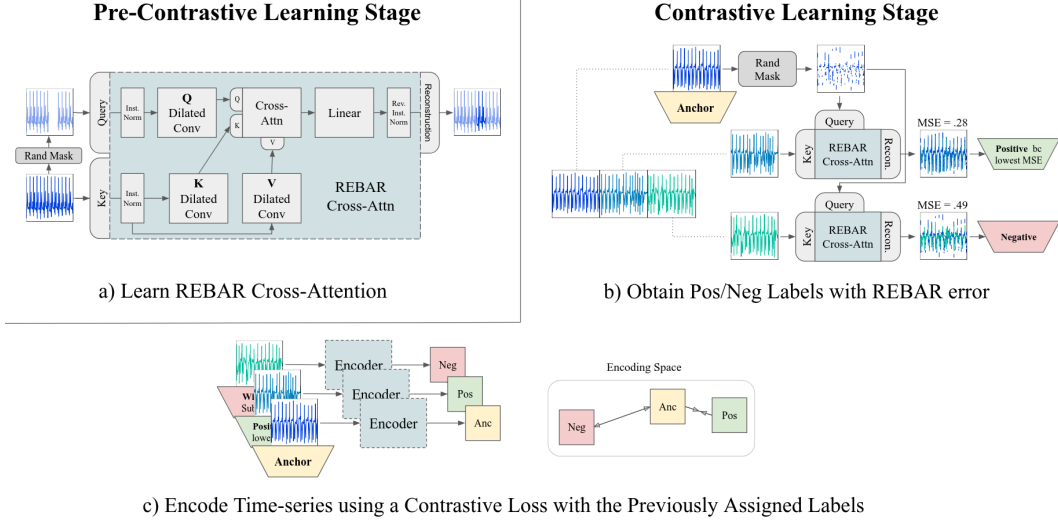 Pre-Contrastive Learning Stage
Query
Inst.
Norm
Q
Dilated
Conv
Q
K
Cross-
Attn
V
Linear
Rev.
Inst.
Norm
Reconstruction
Rand Mask
Key
Inst.
Norm
K
Dilated
Conv
V
Dilated
Conv
REBAR
Cross-Attn
a) Learn REBAR Cross-Attention
Contrastive Learning Stage
Rand
Mask
Anchor
Query
Key
REBAR
Cross-Attn
Recon.
MSE = .28
Positive bc
lowest MSE
Query
Key
REBAR
Cross-Attn
Recon.
MSE = .49
Negative
b) Obtain Pos/Neg Labels with REBAR error
Encoder
Neg
Encoder
Pos
Encoder
Anc
Wi
Sub
Posit
lowe
Anchor
Encoding Space
Neg
Anc
Pos
c) Encode Time-series using a Contrastive Loss with the Previously Assigned Labels